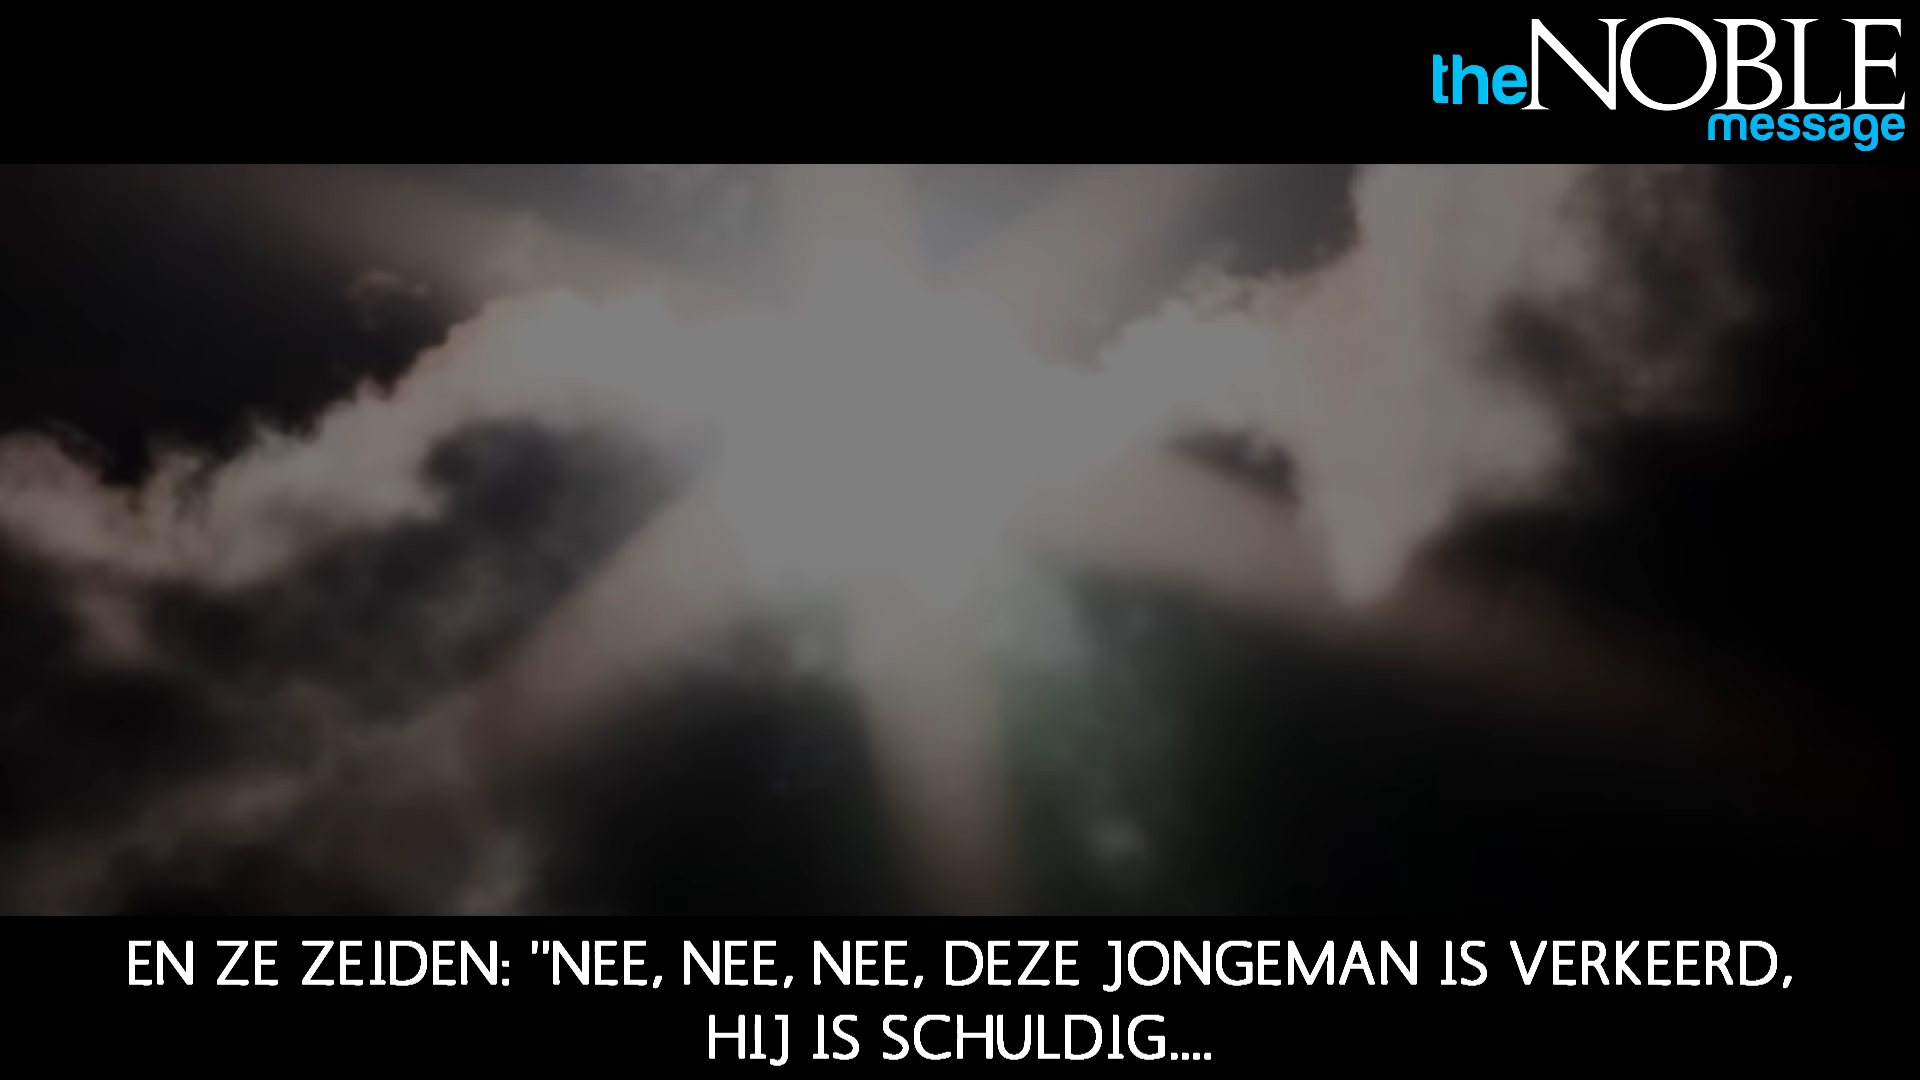 theNOBLE
message
EN ZE ZEIDEN: "NEE, NEE, NEE, DEZE JONGEMAN IS VERKEERD,
HIJ IS SCHULDIG....